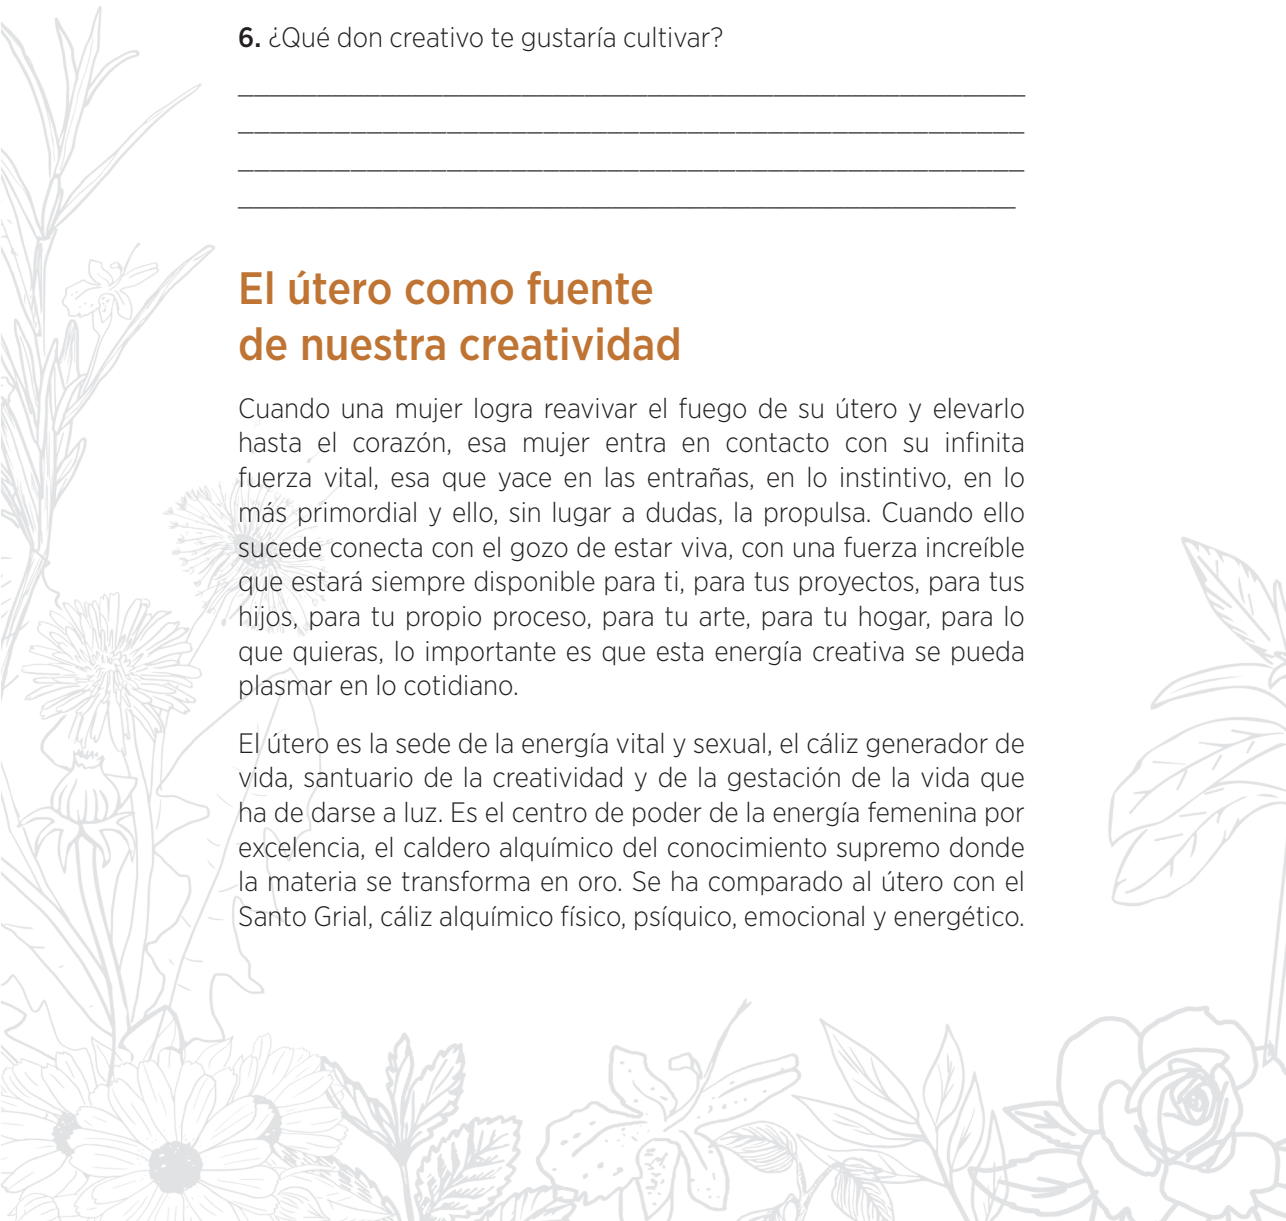 6. ¿Qué don creativo te gustaría cultivar?
__________________________________________________
__________________________________________________
__________________________________________________
__________________________________________________
El útero como fuente
de nuestra creatividad
Cuando una mujer logra reavivar el fuego de su útero y elevarlo
hasta el corazón, esa mujer entra en contacto con su infinita
fuerza vital, esa que yace en las entrañas, en lo instintivo, en lo
más primordial y ello, sin lugar a dudas, la propulsa. Cuando ello
sucede conecta con el gozo de estar viva, con una fuerza increíble
que estará siempre disponible para ti, para tus proyectos, para tus
hijos, para tu propio proceso, para tu arte, para tu hogar, para lo
que quieras, lo importante es que esta energía creativa se pueda
plasmar en lo cotidiano.
El útero es la sede de la energía vital y sexual, el cáliz generador de
vida, santuario de la creatividad y de la gestación de la vida que
ha de darse a luz. Es el centro de poder de la energía femenina por
excelencia, el caldero alquímico del conocimiento supremo donde
la materia se transforma en oro. Se ha comparado al útero con el
Santo Grial, cáliz alquímico físico, psíquico, emocional y energético.